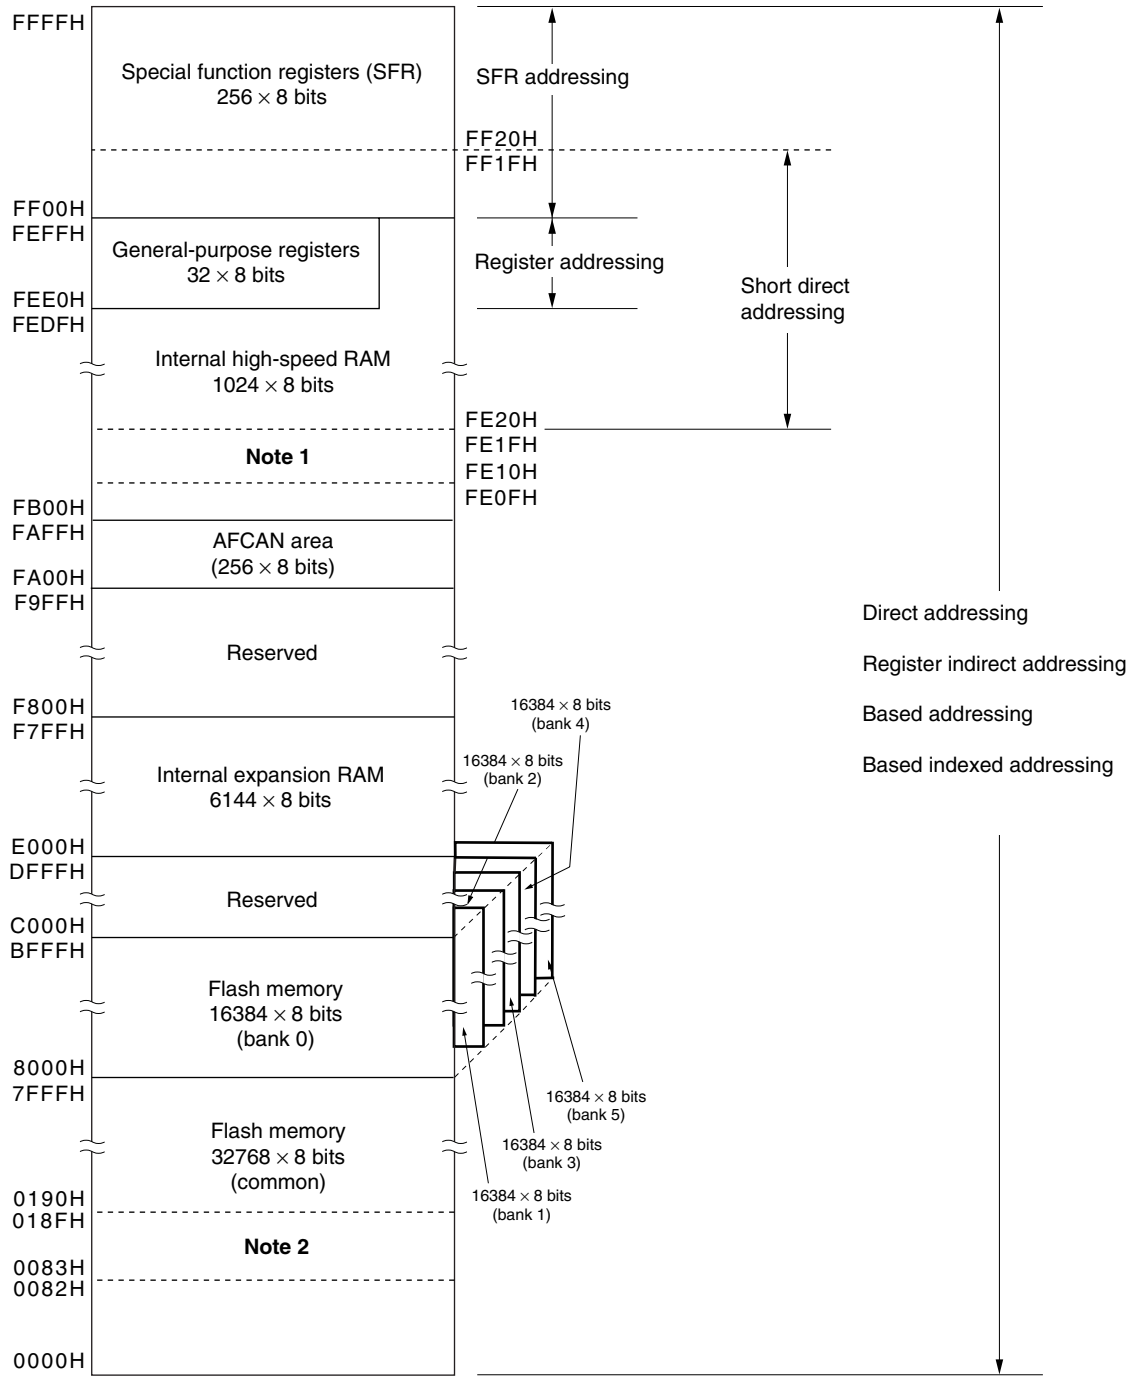 FFFFH
Special function registers (SFR)
256 × 8 bits
SFR addressing
FF20H
FF1FH
FF00H
FEFFH
General-purpose registers
32 × 8 bits
Register addressing
Short direct
addressing
FEE0H
FEDFH
Internal high-speed RAM
1024 × 8 bits
FE20H
FE1FH
Note 1
FE10H
FE0FH
FB00H
FAFFH
AFCAN area
(256 × 8 bits)
FA00H
F9FFH
Direct addressing
Register indirect addressing
Based addressing
Based indexed addressing
Reserved
F800H
F7FFH
16384 × 8 bits
(bank 4)
16384 × 8 bits
(bank 2)
Internal expansion RAM
6144 × 8 bits
E000H
DFFFH
Reserved
C000H
BFFFH
Flash memory
16384 × 8 bits
(bank 0)
8000H
7FFFH
16384 × 8 bits
(bank 5)
16384 × 8 bits
(bank 3)
16384 × 8 bits
(bank 1)
Flash memory
32768 × 8 bits
(common)
0190H
018FH
Note 2
0083H
0082H
0000H